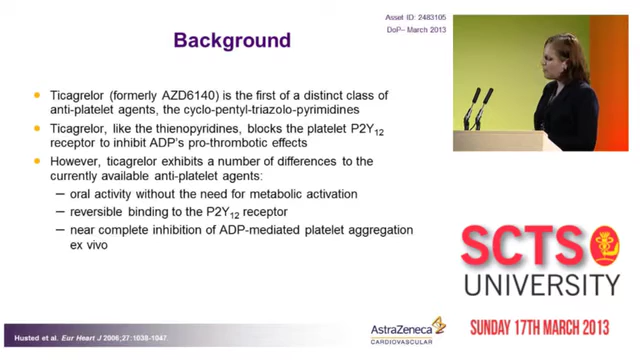 Asset ID: 2483105
DoP– March 2013
Background
Ticagrelor (formerly AZD6140) is the first of a distinct class of
anti-platelet agents, the cyclo-pentyl-triazolo-pyrimidines
Ticagrelor, like the thienopyridines, blocks the platelet P2Y12
receptor to inhibit ADP's pro-thrombotic effects
However, ticagrelor exhibits a number of differences to the
currently available anti-platelet agents:
– oral activity without the need for metabolic activation
– reversible binding to the P2Y12 receptor
– near complete inhibition of ADP-mediated platelet aggregation
ex vivo
SCTS
UNIVERSITY
SUNDAY 17TH MARCH 2013
Husted et al. Eur Heart J 2006;27:1038-1047.
AstraZeneca
CARDIOVASCULAR